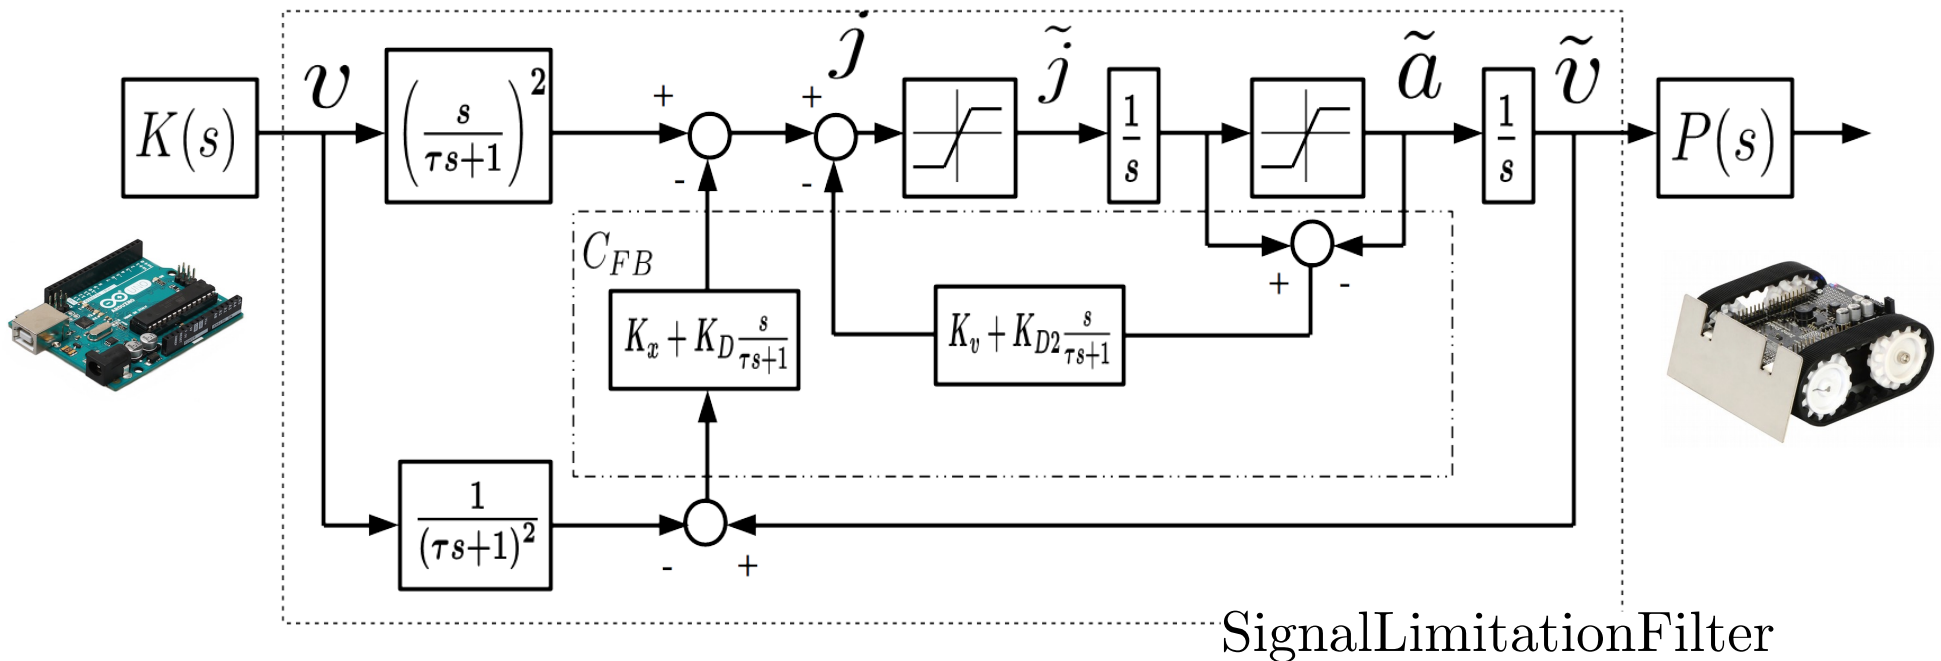 K(s)
v
(s/(τs+1))²
+
-
+
-
j
j̃
1/s
ã
1/s
ṽ
P(s)
C_FB
+
-
K_x + K_D s/(τs+1)
K_v + K_D2 s/(τs+1)
1/(τs+1)²
-
+
SignalLimitationFilter